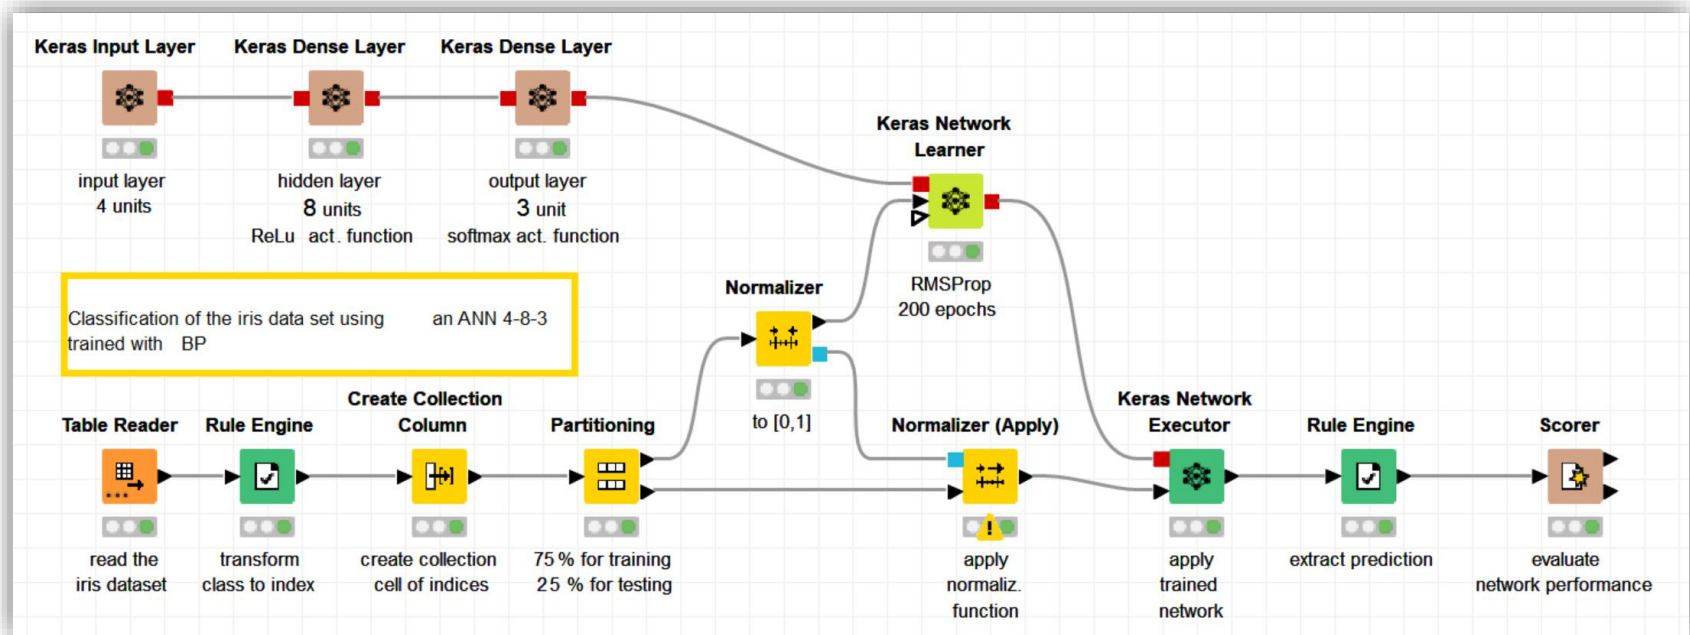 Keras Input Layer
Keras Dense Layer
Keras Dense Layer
input layer
4 units
hidden layer
8 units
ReLu act. function
output layer
3 unit
softmax act. function
Keras Network
Learner
RMSProp
200 epochs
Classification of the iris data set using an ANN 4-8-3
trained with BP
Normalizer
to [0,1]
Table Reader
read the
iris dataset
Rule Engine
transform
class to index
Create Collection
Column
create collection
cell of indices
Partitioning
75 % for training
25 % for testing
Normalizer (Apply)
apply
normaliz.
function
Keras Network
Executor
apply
trained
network
Rule Engine
extract prediction
Scorer
evaluate
network performance